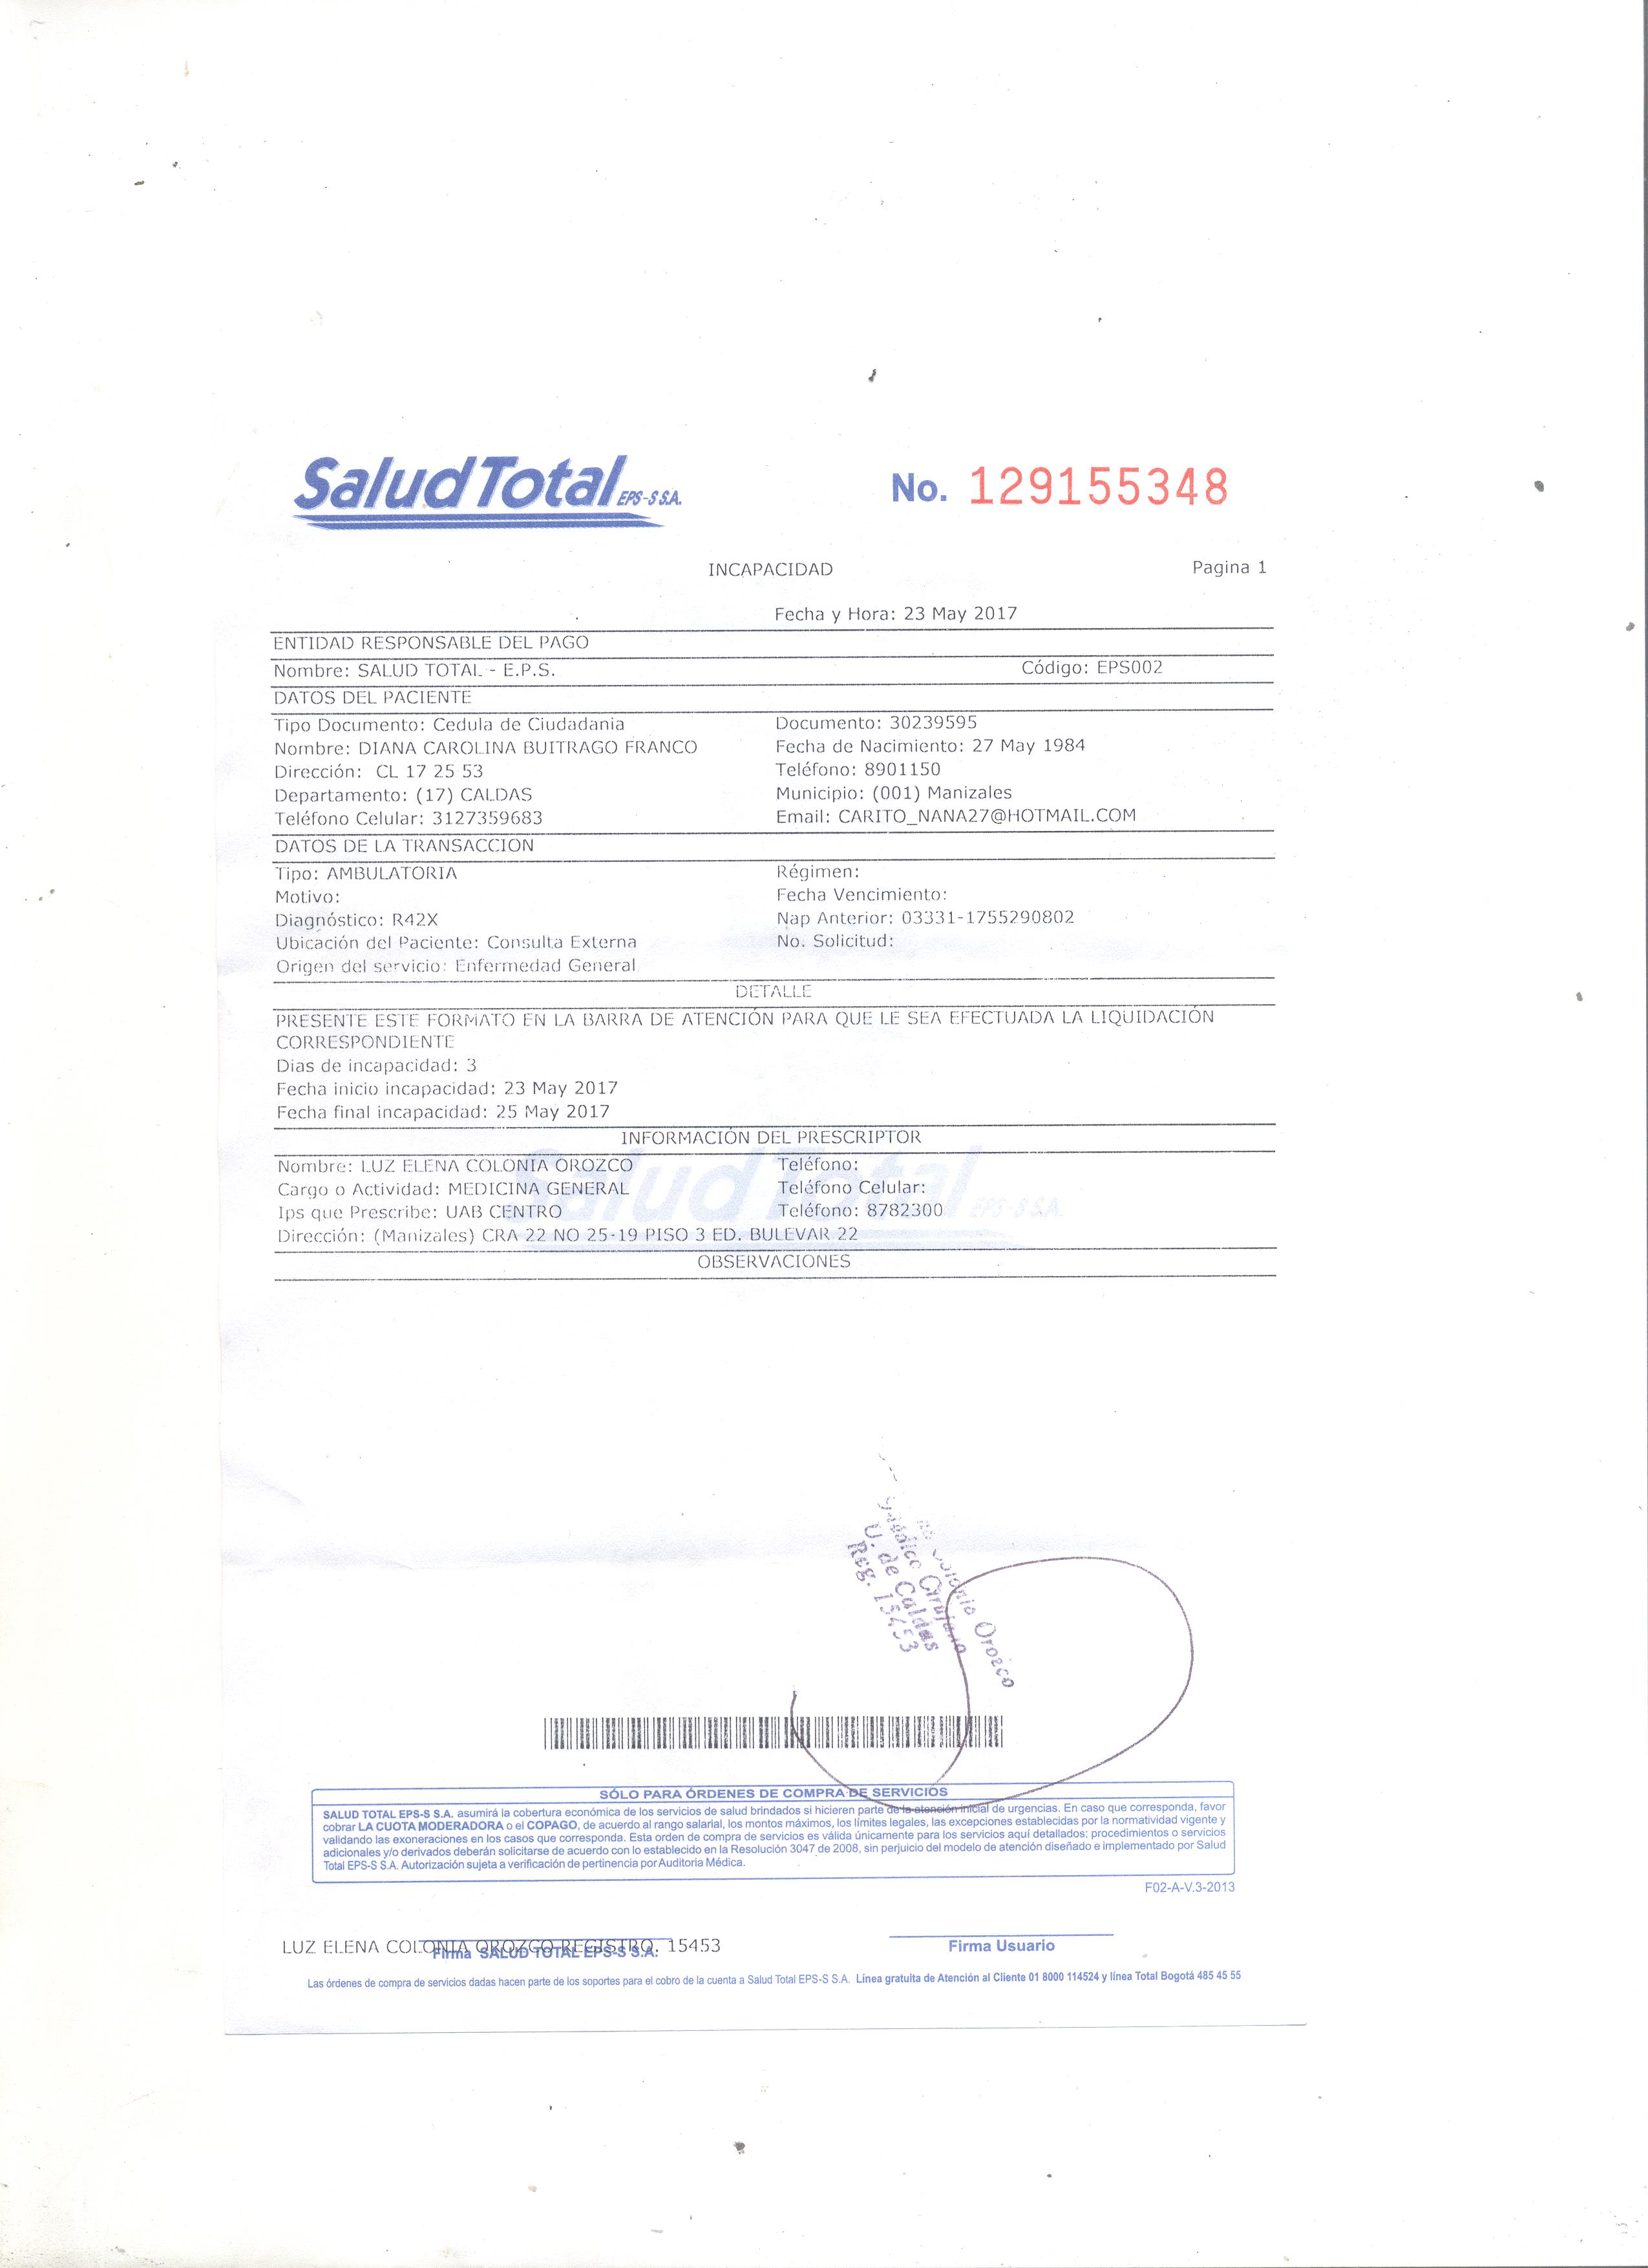 Salud Total EPS-S S.A.
No. 129155348
INCAPACIDAD
Pagina 1
Fecha y Hora: 23 May 2017
ENTIDAD RESPONSABLE DEL PAGO
Nombre: SALUD TOTAL - E.P.S. Código: EPS002
DATOS DEL PACIENTE
Tipo Documento: Cedula de Ciudadania Documento: 30239595
Nombre: DIANA CAROLINA BUITRAGO FRANCO Fecha de Nacimiento: 27 May 1984
Dirección: CL 17 25 53 Teléfono: 8901150
Departamento: (17) CALDAS Municipio: (001) Manizales
Teléfono Celular: 3127359683 Email: CARITO_NANA27@HOTMAIL.COM
DATOS DE LA TRANSACCION
Tipo: AMBULATORIA Régimen:
Motivo: Fecha Vencimiento:
Diagnóstico: R42X Nap Anterior: 03331-1755290802
Ubicación del Paciente: Consulta Externa No. Solicitud:
Origen del servicio: Enfermedad General
DETALLE
PRESENTE ESTE FORMATO EN LA BARRA DE ATENCIÓN PARA QUE LE SEA EFECTUADA LA LIQUIDACIÓN
CORRESPONDIENTE
Dias de incapacidad: 3
Fecha inicio incapacidad: 23 May 2017
Fecha final incapacidad: 25 May 2017
INFORMACIÓN DEL PRESCRIPTOR
Nombre: LUZ ELENA COLONIA OROZCO Teléfono:
Cargo o Actividad: MEDICINA GENERAL Teléfono Celular:
Ips que Prescribe: UAB CENTRO Teléfono: 8782300
Dirección: (Manizales) CRA 22 NO 25-19 PISO 3 ED. BULEVAR 22
Salud Total EPS-S S.A.
OBSERVACIONES
Colonia Orozco
Médico Cirujano
U. de Caldas
Reg. 15453
SÓLO PARA ÓRDENES DE COMPRA DE SERVICIOS
SALUD TOTAL EPS-S S.A. asumirá la cobertura económica de los servicios de salud brindados si hicieren parte de la atención inicial de urgencias. En caso que corresponda, favor
cobrar LA CUOTA MODERADORA o el COPAGO, de acuerdo al rango salarial, los montos máximos, los límites legales, las excepciones establecidas por la normatividad vigente y
validando las exoneraciones en los casos que corresponda. Esta orden de compra de servicios es válida únicamente para los servicios aquí detallados; procedimientos o servicios
adicionales y/o derivados deberán solicitarse de acuerdo con lo establecido en la Resolución 3047 de 2008, sin perjuicio del modelo de atención diseñado e implementado por Salud
Total EPS-S S.A. Autorización sujeta a verificación de pertinencia por Auditoria Médica.
F02-A-V.3-2013
LUZ ELENA COLONIA OROZCO REGISTRO. 15453
Firma SALUD TOTAL EPS-S S.A.
Firma Usuario
Las órdenes de compra de servicios dadas hacen parte de los soportes para el cobro de la cuenta a Salud Total EPS-S S.A. Línea gratuita de Atención al Cliente 01 8000 114524 y línea Total Bogotá 485 45 55